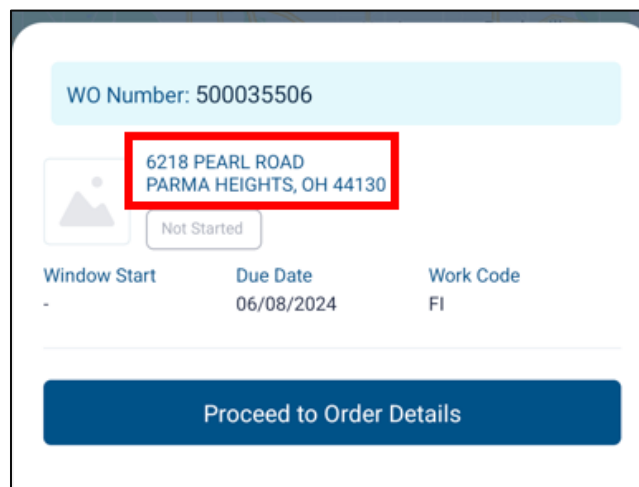 WO Number: 500035506
6218 PEARL ROAD
PARMA HEIGHTS, OH 44130
Not Started
Window Start Due Date Work Code
- 06/08/2024 FI
Proceed to Order Details